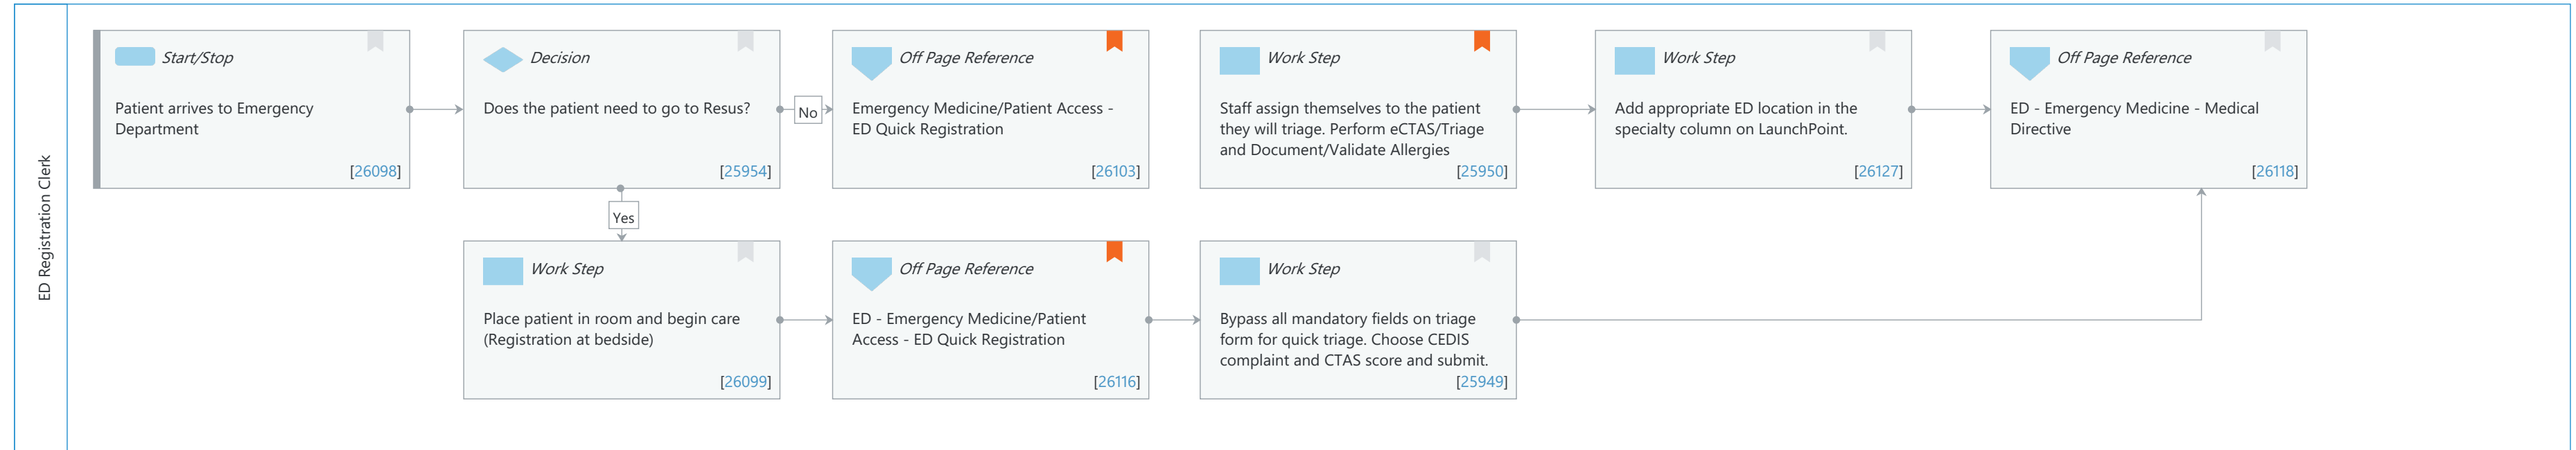 ED Registration Clerk
Start/Stop
Patient arrives to Emergency
Department
[26098]
Decision
Does the patient need to go to Resus?
[25954]
No
Off Page Reference
Emergency Medicine/Patient Access -
ED Quick Registration
[26103]
Work Step
Staff assign themselves to the patient
they will triage. Perform eCTAS/Triage
and Document/Validate Allergies
[25950]
Work Step
Add appropriate ED location in the
specialty column on LaunchPoint.
[26127]
Off Page Reference
ED - Emergency Medicine - Medical
Directive
[26118]
Yes
Work Step
Place patient in room and begin care
(Registration at bedside)
[26099]
Off Page Reference
ED - Emergency Medicine/Patient
Access - ED Quick Registration
[26116]
Work Step
Bypass all mandatory fields on triage
form for quick triage. Choose CEDIS
complaint and CTAS score and submit.
[25949]